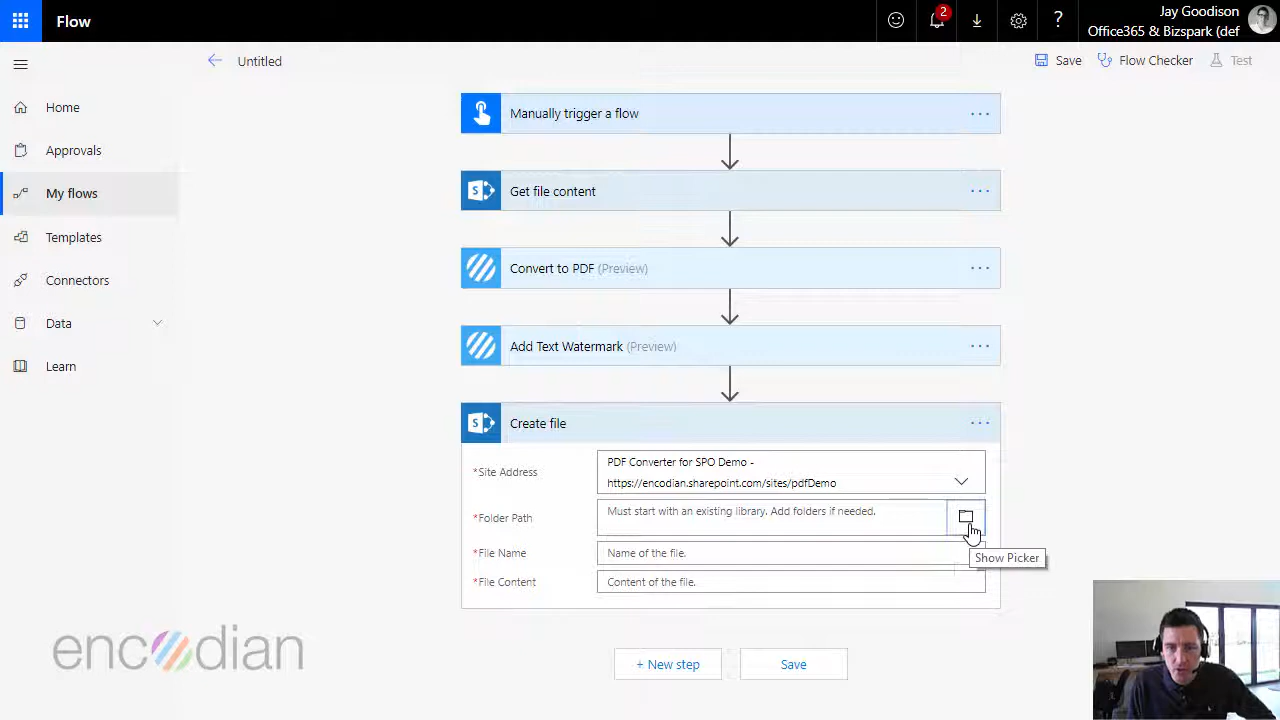 Flow
2
?
Jay Goodison
Office365 & Bizspark (def
Untitled
Save
Flow Checker
Test
Home
Approvals
My flows
Templates
Connectors
Data
Learn
Manually trigger a flow
...
S
Get file content
...
Convert to PDF (Preview)
...
Add Text Watermark (Preview)
...
S
Create file
...
*Site Address
PDF Converter for SPO Demo -
https://encodian.sharepoint.com/sites/pdfDemo
*Folder Path
Must start with an existing library. Add folders if needed.
*File Name
Name of the file.
Show Picker
*File Content
Content of the file.
+ New step
Save
encodian